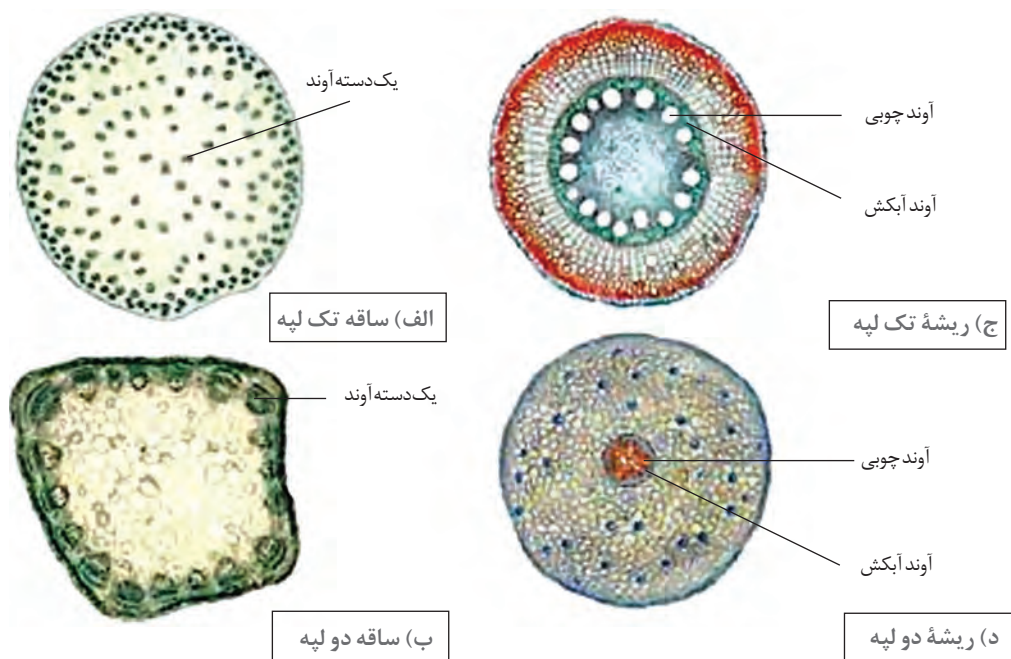 آوند چوبی
آوند آبکش
ج) ریشهٔ تک لپه
یک‌دسته آوند
الف) ساقه تک لپه
آوند چوبی
آوند آبکش
د) ریشهٔ دو لپه
یک‌دسته آوند
ب) ساقه دو لپه